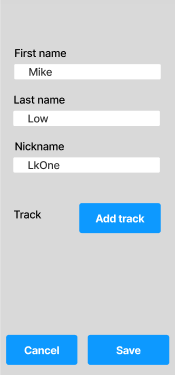 First name
Mike
Last name
Low
Nickname
LkOne
Track
Add track
Cancel
Save